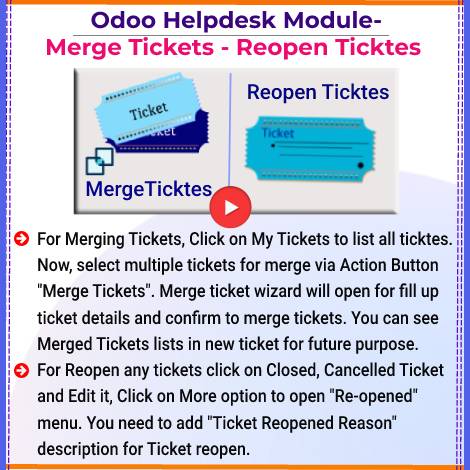 Odoo Helpdesk Module-
Merge Tickets - Reopen Ticktes
Ticket
cket
MergeTicktes
Reopen Ticktes
Ticket
For Merging Tickets, Click on My Tickets to list all ticktes.
Now, select multiple tickets for merge via Action Button
"Merge Tickets". Merge ticket wizard will open for fill up
ticket details and confirm to merge tickets. You can see
Merged Tickets lists in new ticket for future purpose.
For Reopen any tickets click on Closed, Cancelled Ticket
and Edit it, Click on More option to open "Re-opened"
menu. You need to add "Ticket Reopened Reason"
description for Ticket reopen.